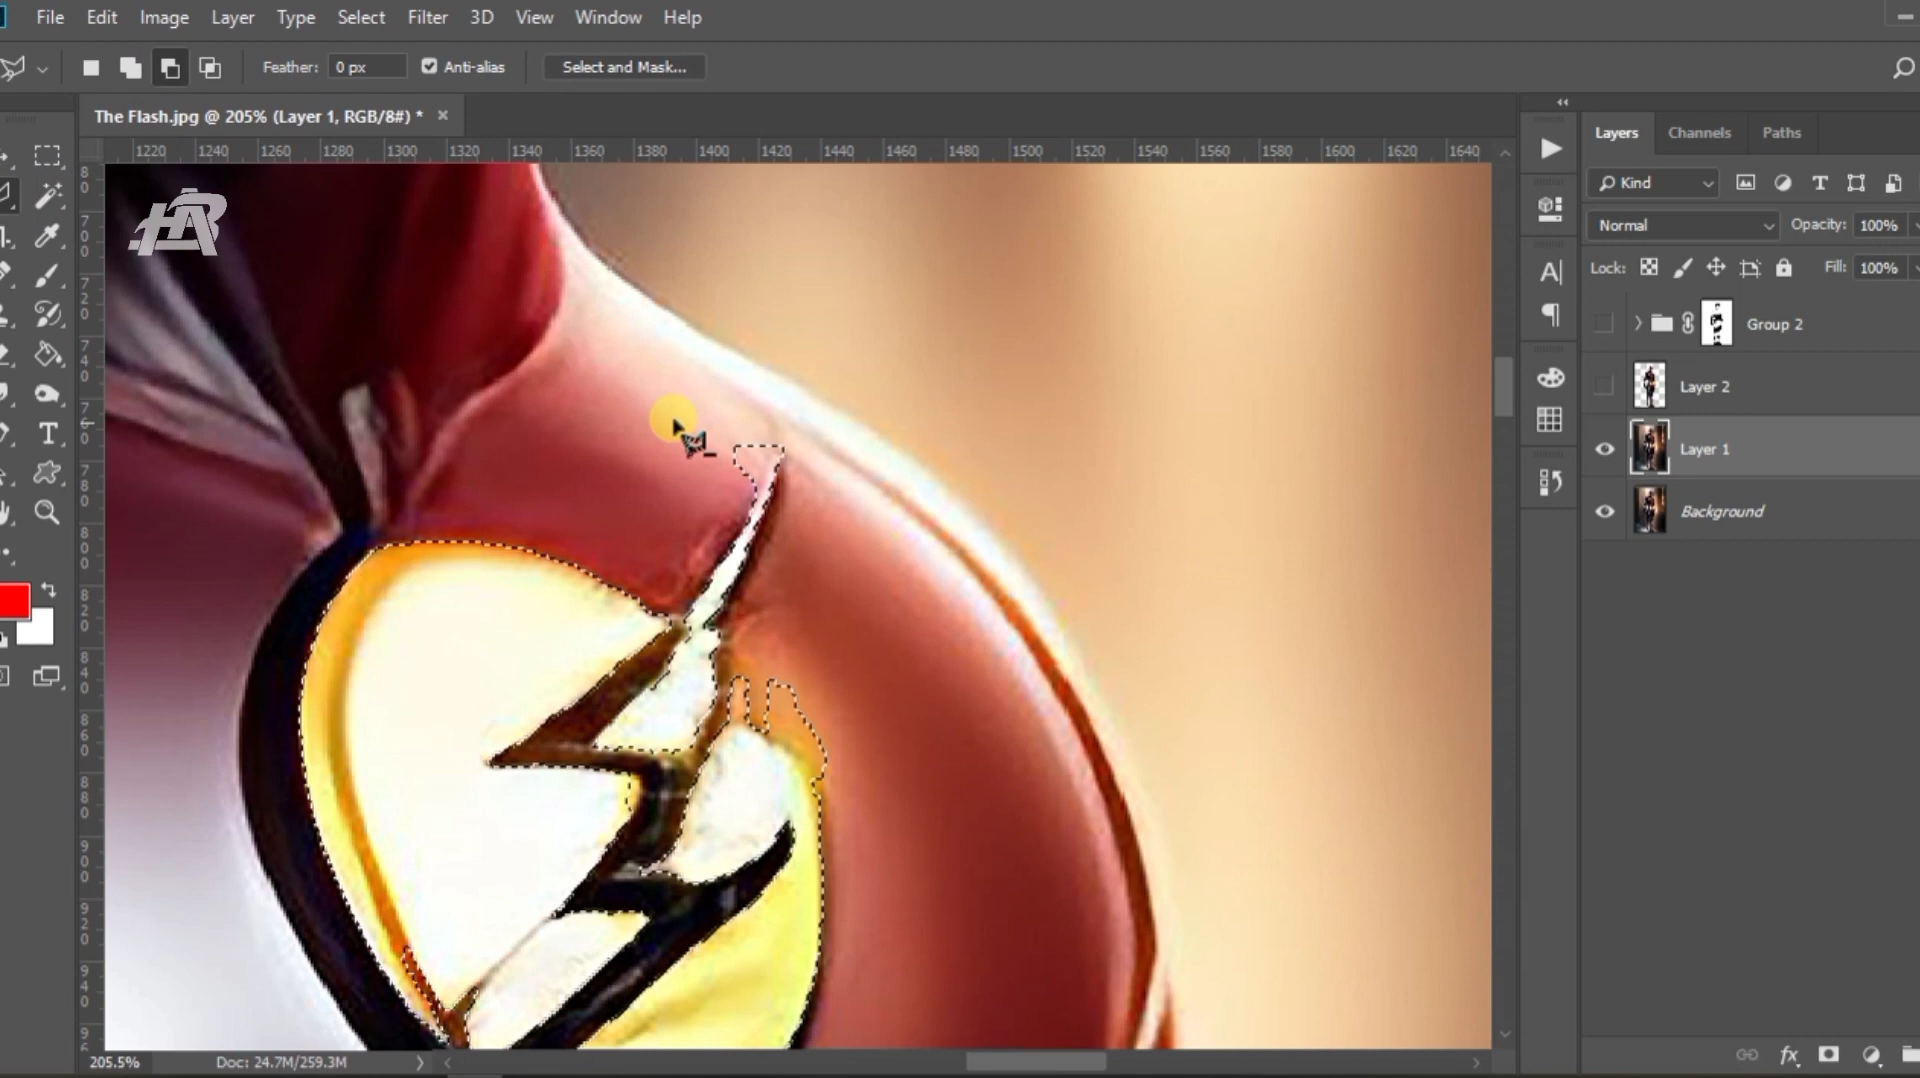 File Edit Image Layer Type Select Filter 3D View Window Help
Feather: 0 px Anti-alias Select and Mask...
The Flash.jpg @ 205% (Layer 1, RGB/8#) * ×
1220 1240 1260 1280 1300 1320 1340 1360 1380 1400 1420 1440 1460 1480 1500 1520 1540 1560 1580 1600 1620 1640
Layers Channels Paths
Kind
Normal Opacity: 100%
Lock: Fill: 100%
Group 2
Layer 2
Layer 1
Background
205.5% Doc: 24.7M/259.3M